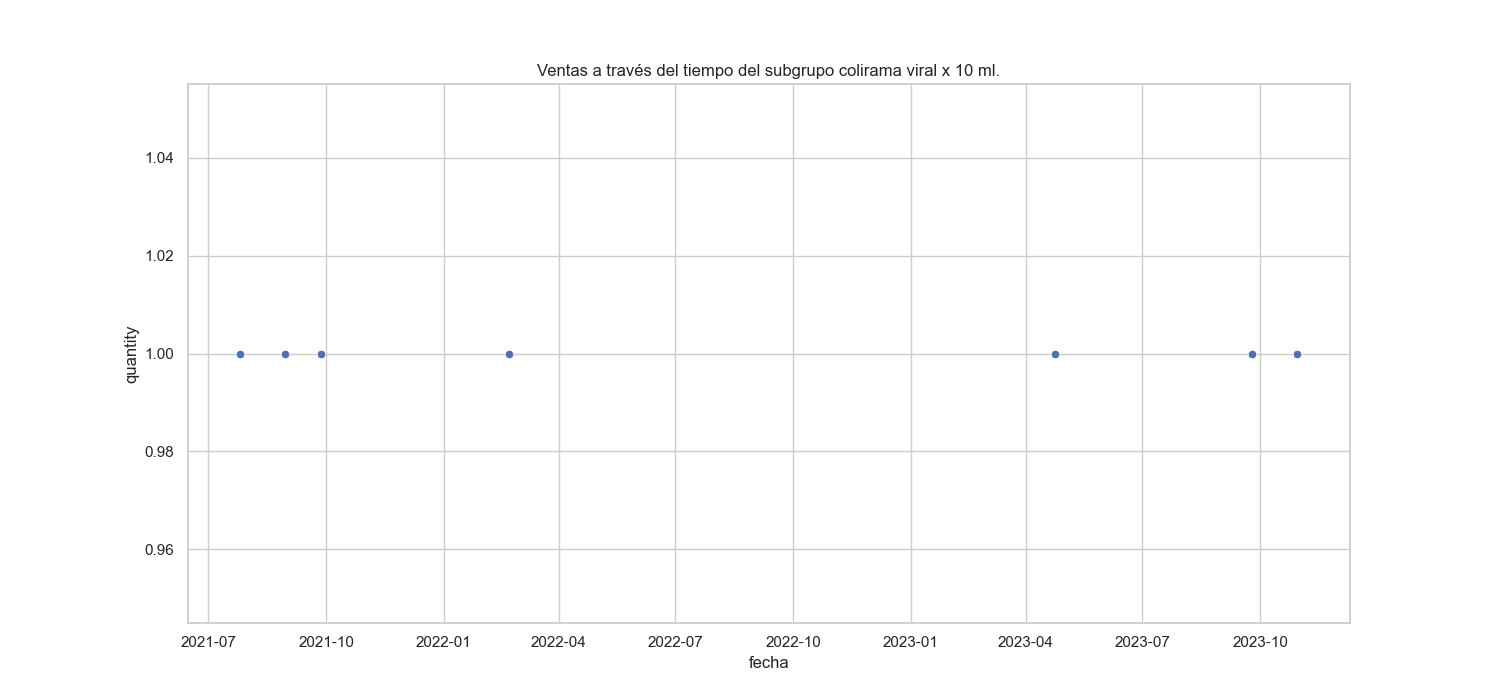 Ventas a través del tiempo del subgrupo colirama viral x 10 ml.
1.04
1.02
1.00
0.98
0.96
quantity
2021-07 2021-10 2022-01 2022-04 2022-07 2022-10 2023-01 2023-04 2023-07 2023-10
fecha